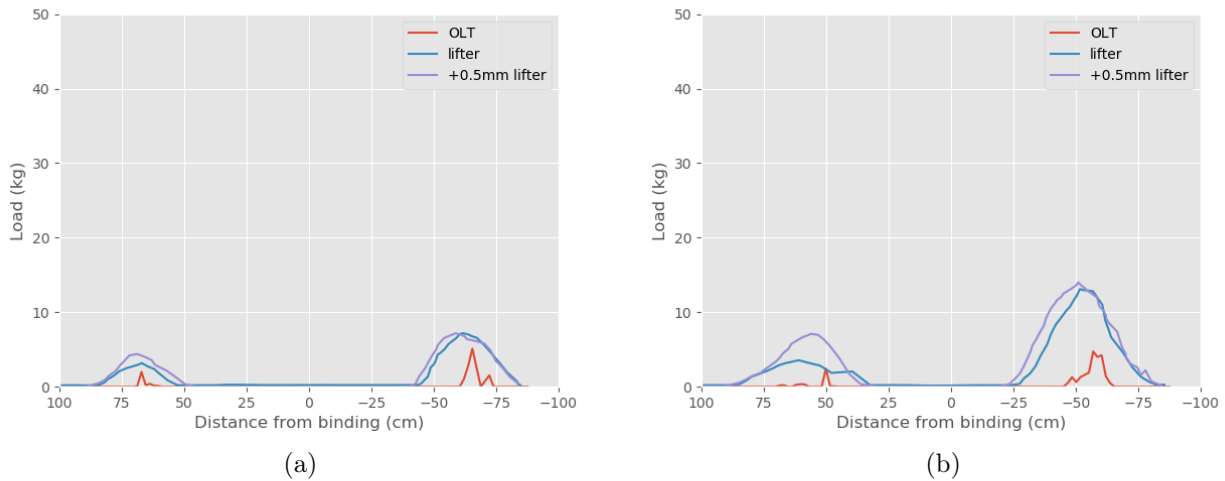 50
40
30
20
10
0
Load (kg)
OLT
lifter
+0.5mm lifter
100 75 50 25 0 −25 −50 −75 −100
Distance from binding (cm)
(a)
50
40
30
20
10
0
Load (kg)
OLT
lifter
+0.5mm lifter
100 75 50 25 0 −25 −50 −75 −100
Distance from binding (cm)
(b)